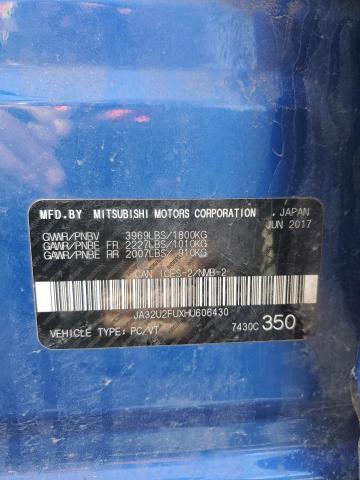 MFD.BY MITSUBISHI MOTORS CORPORATION , JAPAN
JUN 2017
GVWR/PNBV 3969LBS/1800KG
GAWR/PNBE FR 2227LBS/1010KG
GAWR/PNBE RR 2007LBS/ 910KG
CAN ICES-2/NMB-2
JA32U2FUXHU606430
VEHICLE TYPE: PC/VT 7430C 350